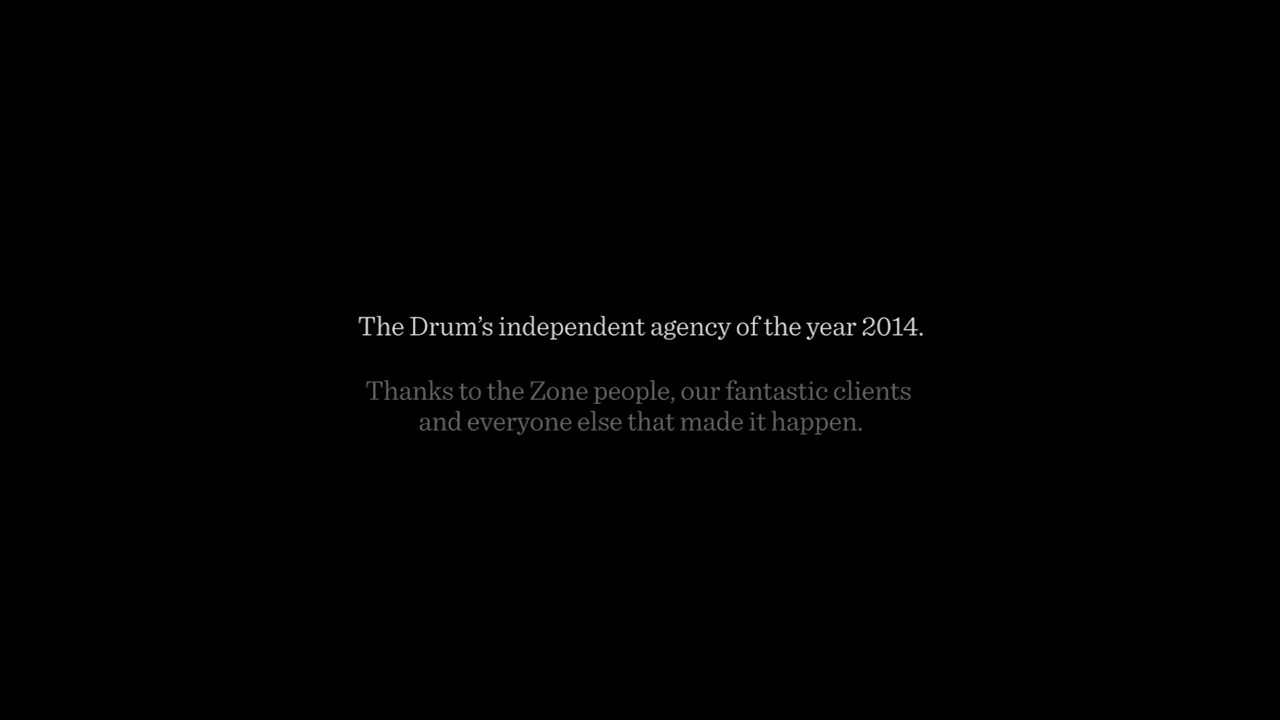 The Drum’s independent agency of the year 2014.
Thanks to the Zone people, our fantastic clients
and everyone else that made it happen.